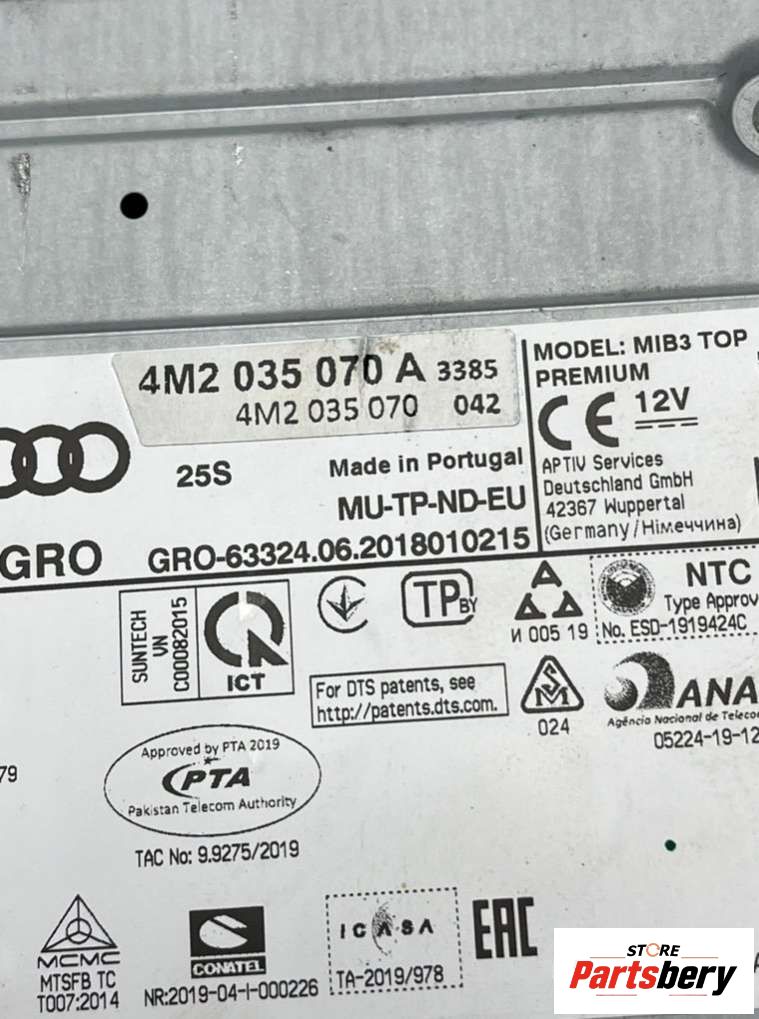 4M2 035 070 A 3385
4M2 035 070 042
25S
Made in Portugal
MU-TP-ND-EU
GRO
GRO-63324.06.2018010215
MODEL: MIB3 TOP
PREMIUM
CE 12V
APTIV Services
Deutschland GmbH
42367 Wuppertal
(Germany/Німеччина)
SUNTECH
VN
C00082015
ICT
TP BY
И 005 19
NTC
Type Approv
No. ESD-1919424C
For DTS patents, see
http://patents.dts.com.
024
ANA
Agência Nacional de Teleco
05224-19-12
79
Approved by PTA 2019
PTA
Pakistan Telecom Authority
TAC No: 9.9275/2019
MCMC
MTSFB TC
T007:2014
CONATEL
NR:2019-04-I-000226
ICASA
TA-2019/978
EAC
STORE
Partsbery